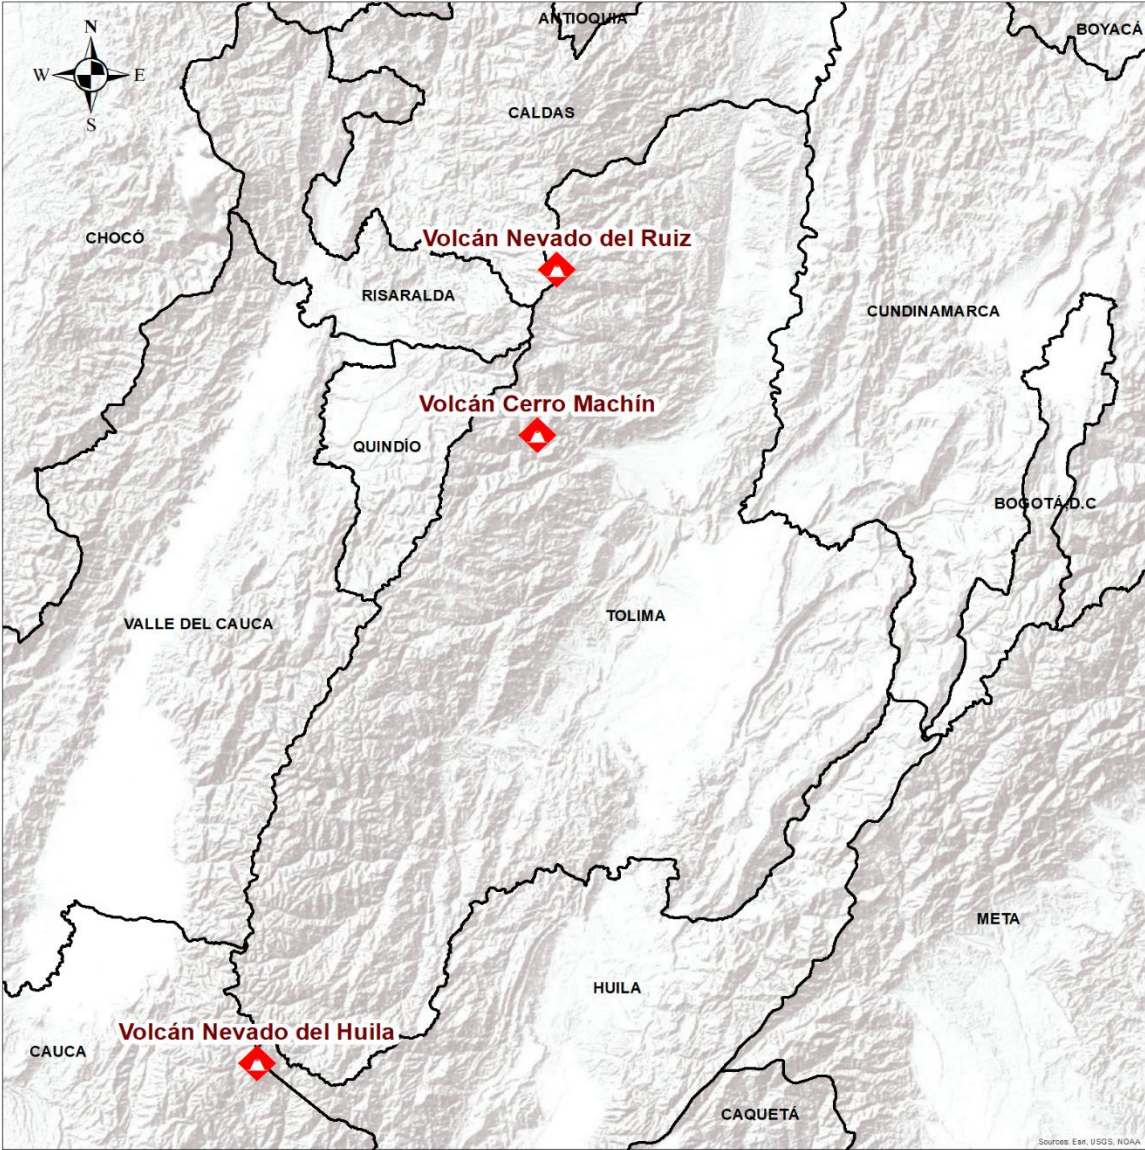 ANTIOQUIA
BOYACÁ
N
W E
S
CALDAS
CHOCÓ
Volcán Nevado del Ruiz
RISARALDA
CUNDINAMARCA
Volcán Cerro Machín
QUINDÍO
BOGOTÁ,D.C
VALLE DEL CAUCA
TOLIMA
META
HUILA
Volcán Nevado del Huila
CAUCA
CAQUETÁ
Sources: Esri, USGS, NOAA